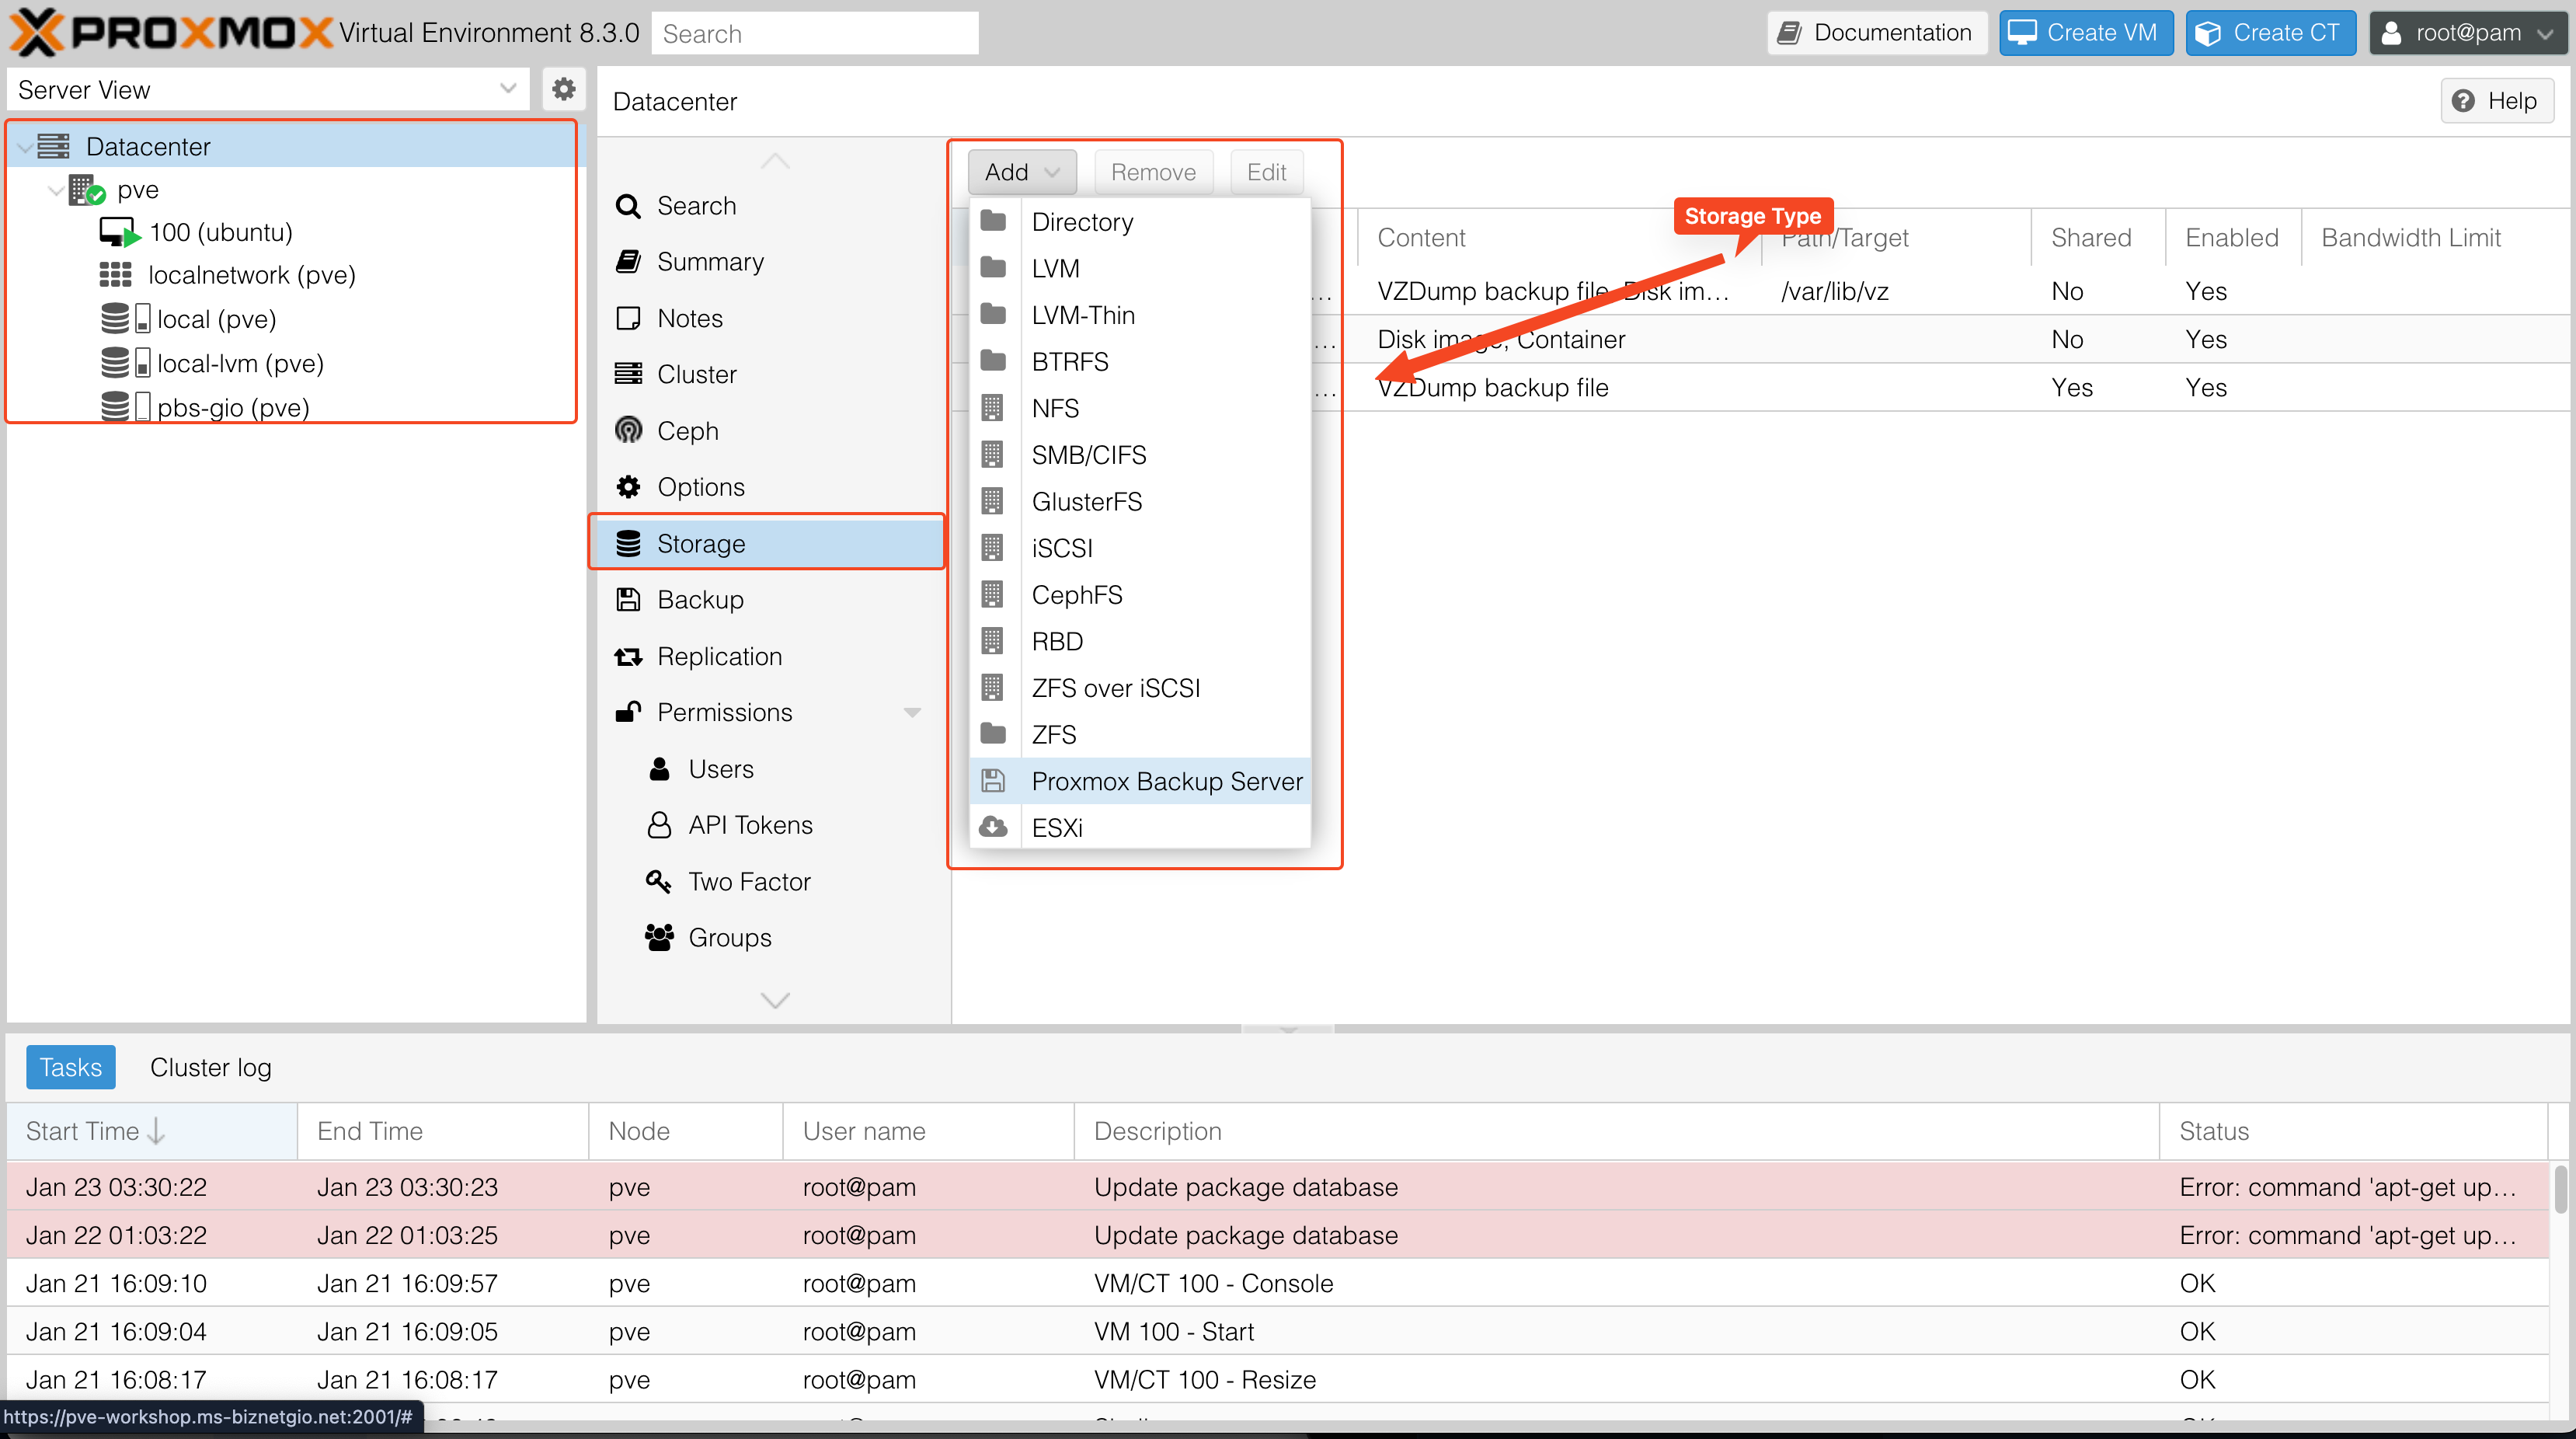 PROXMOX Virtual Environment 8.3.0 Search Documentation Create VM Create CT root@pam
Server View
Datacenter
pve
100 (ubuntu)
localnetwork (pve)
local (pve)
local-lvm (pve)
pbs-gio (pve)
Datacenter Help
Search
Summary
Notes
Cluster
Ceph
Options
Storage
Backup
Replication
Permissions
Users
API Tokens
Two Factor
Groups
Add Remove Edit
Directory
LVM
LVM-Thin
BTRFS
NFS
SMB/CIFS
GlusterFS
iSCSI
CephFS
RBD
ZFS over iSCSI
ZFS
Proxmox Backup Server
ESXi
Storage Type
Content Path/Target Shared Enabled Bandwidth Limit
... VZDump backup file, Disk im... /var/lib/vz No Yes
... Disk image, Container No Yes
... VZDump backup file Yes Yes
Tasks Cluster log
Start Time End Time Node User name Description Status
Jan 23 03:30:22 Jan 23 03:30:23 pve root@pam Update package database Error: command 'apt-get up...
Jan 22 01:03:22 Jan 22 01:03:25 pve root@pam Update package database Error: command 'apt-get up...
Jan 21 16:09:10 Jan 21 16:09:57 pve root@pam VM/CT 100 - Console OK
Jan 21 16:09:04 Jan 21 16:09:05 pve root@pam VM 100 - Start OK
Jan 21 16:08:17 Jan 21 16:08:17 pve root@pam VM/CT 100 - Resize OK
https://pve-workshop.ms-biznetgio.net:2001/#